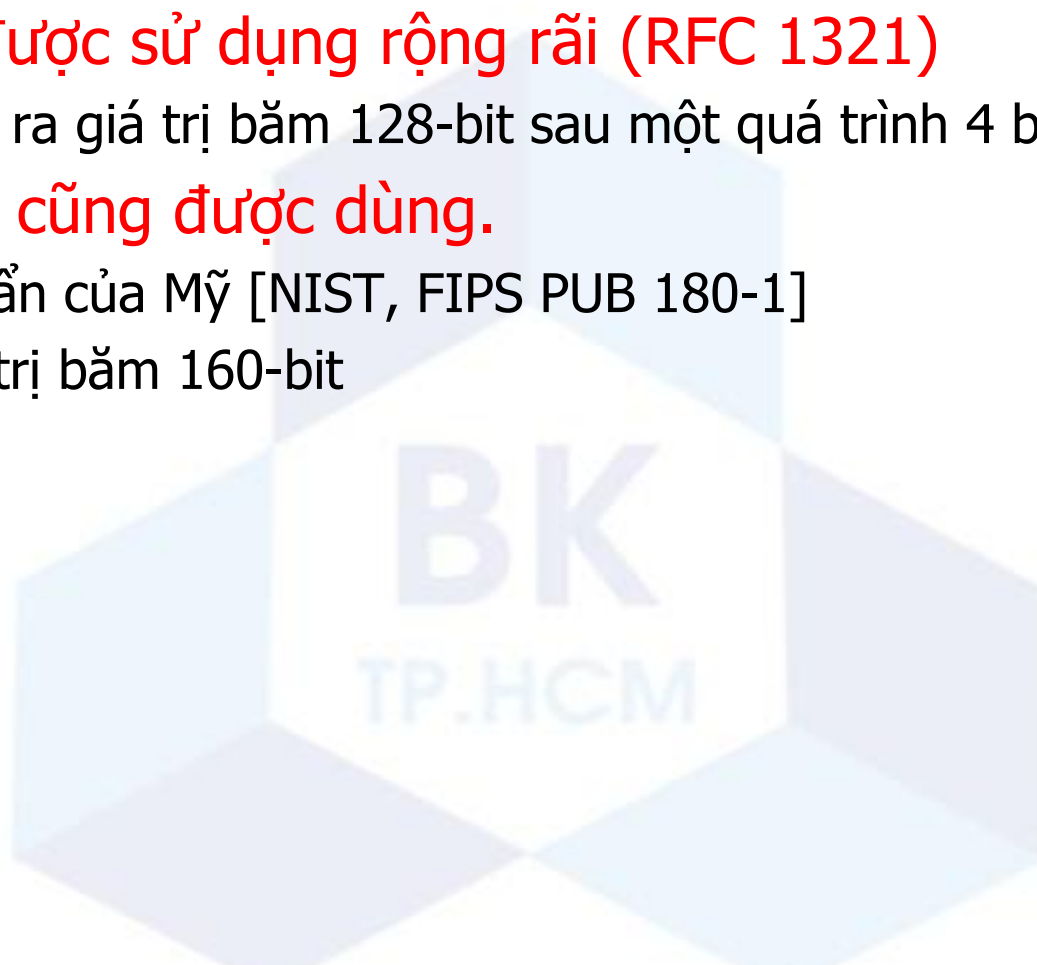 được sử dụng rộng rãi (RFC 1321)
ra giá trị băm 128-bit sau một quá trình 4 b
cũng được dùng.
ẩn của Mỹ [NIST, FIPS PUB 180-1]
trị băm 160-bit
BK
TP.HCM